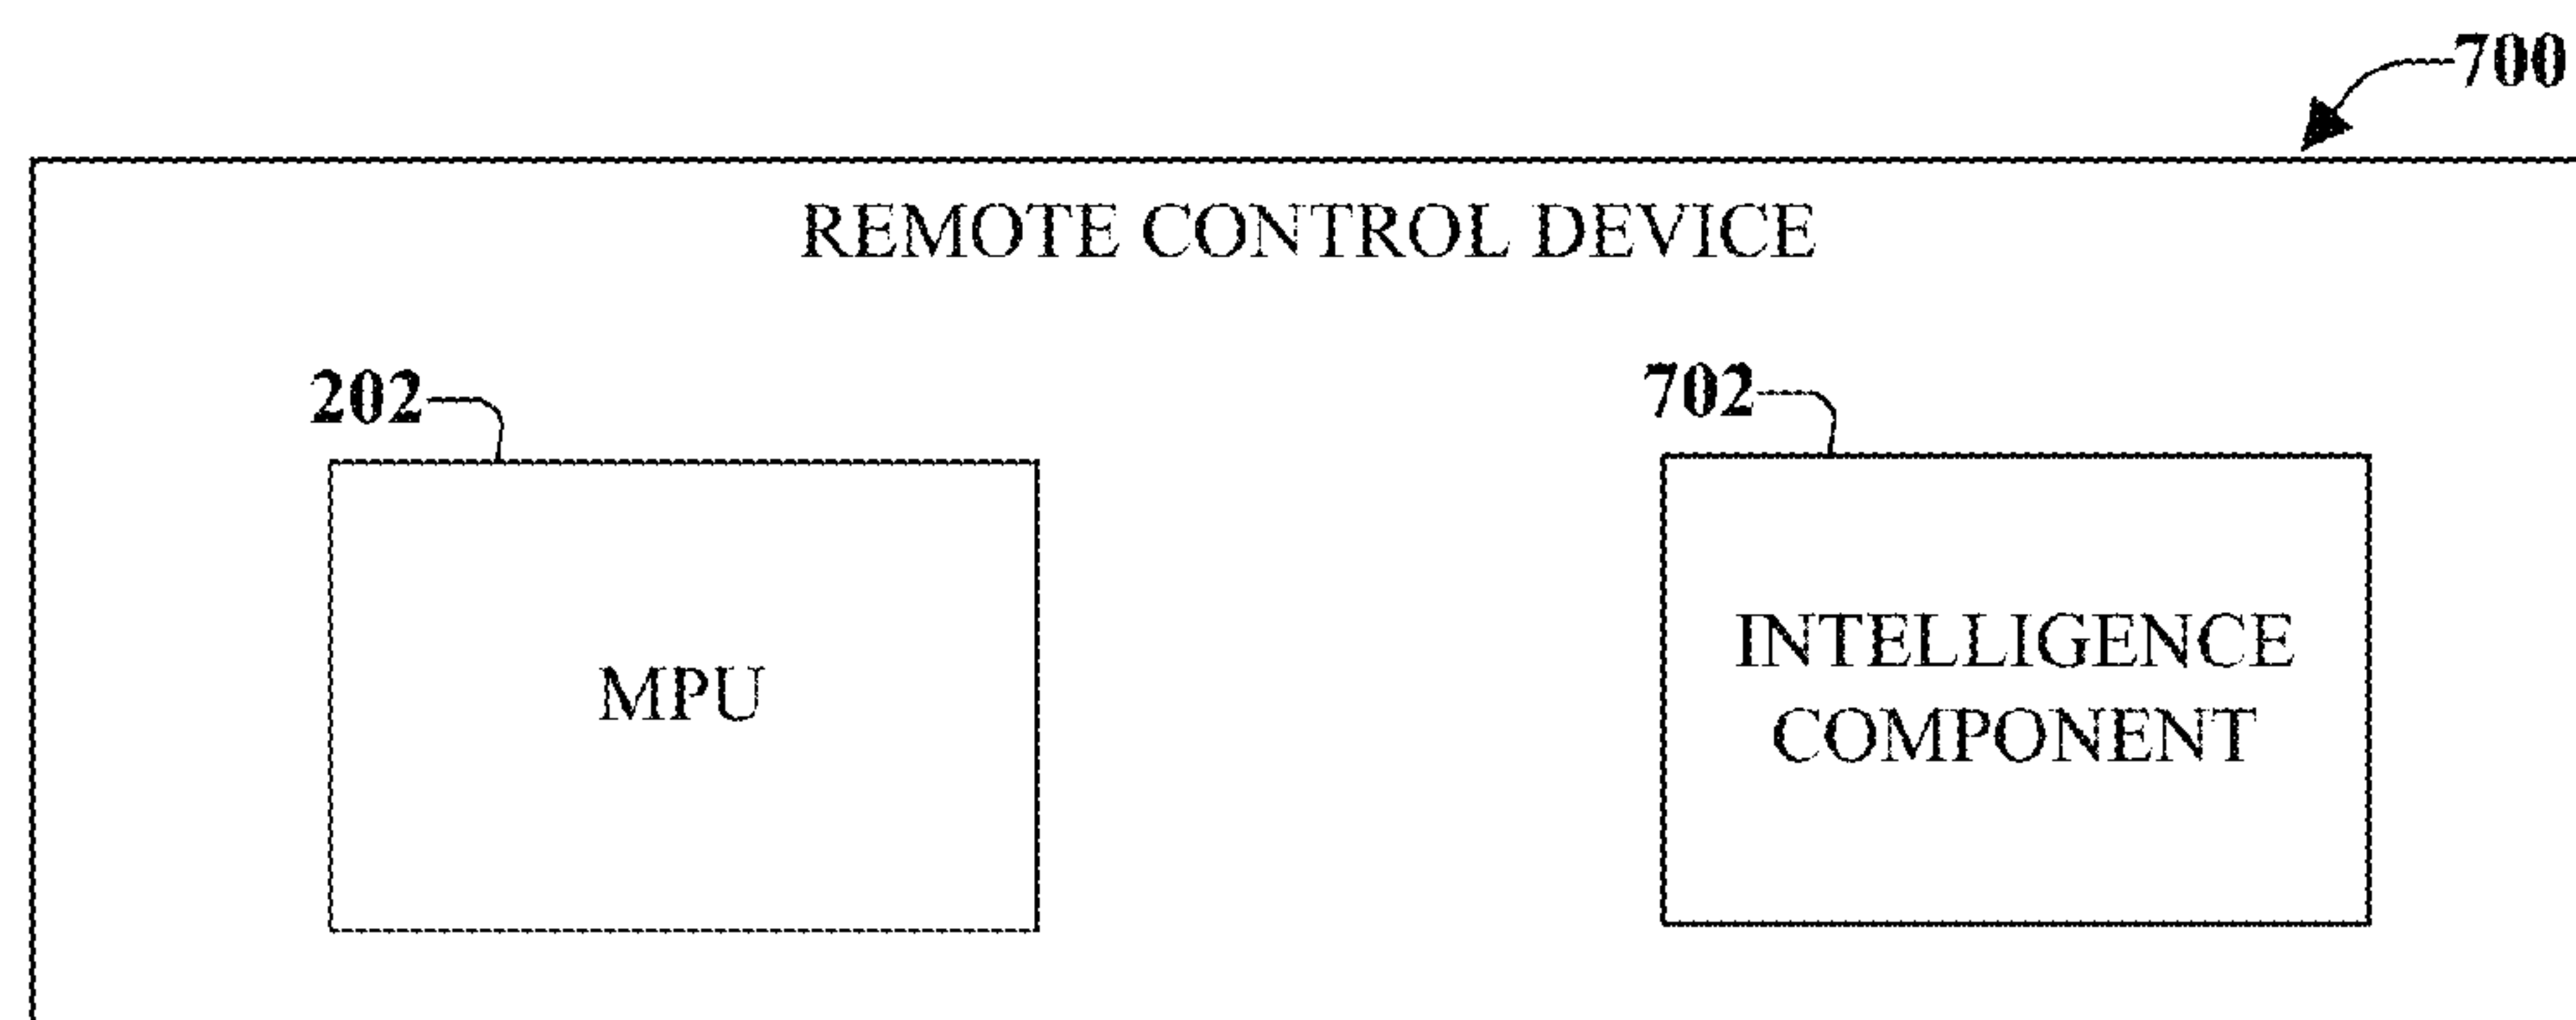 700
REMOTE CONTROL DEVICE
202
702
MPU
INTELLIGENCE
COMPONENT